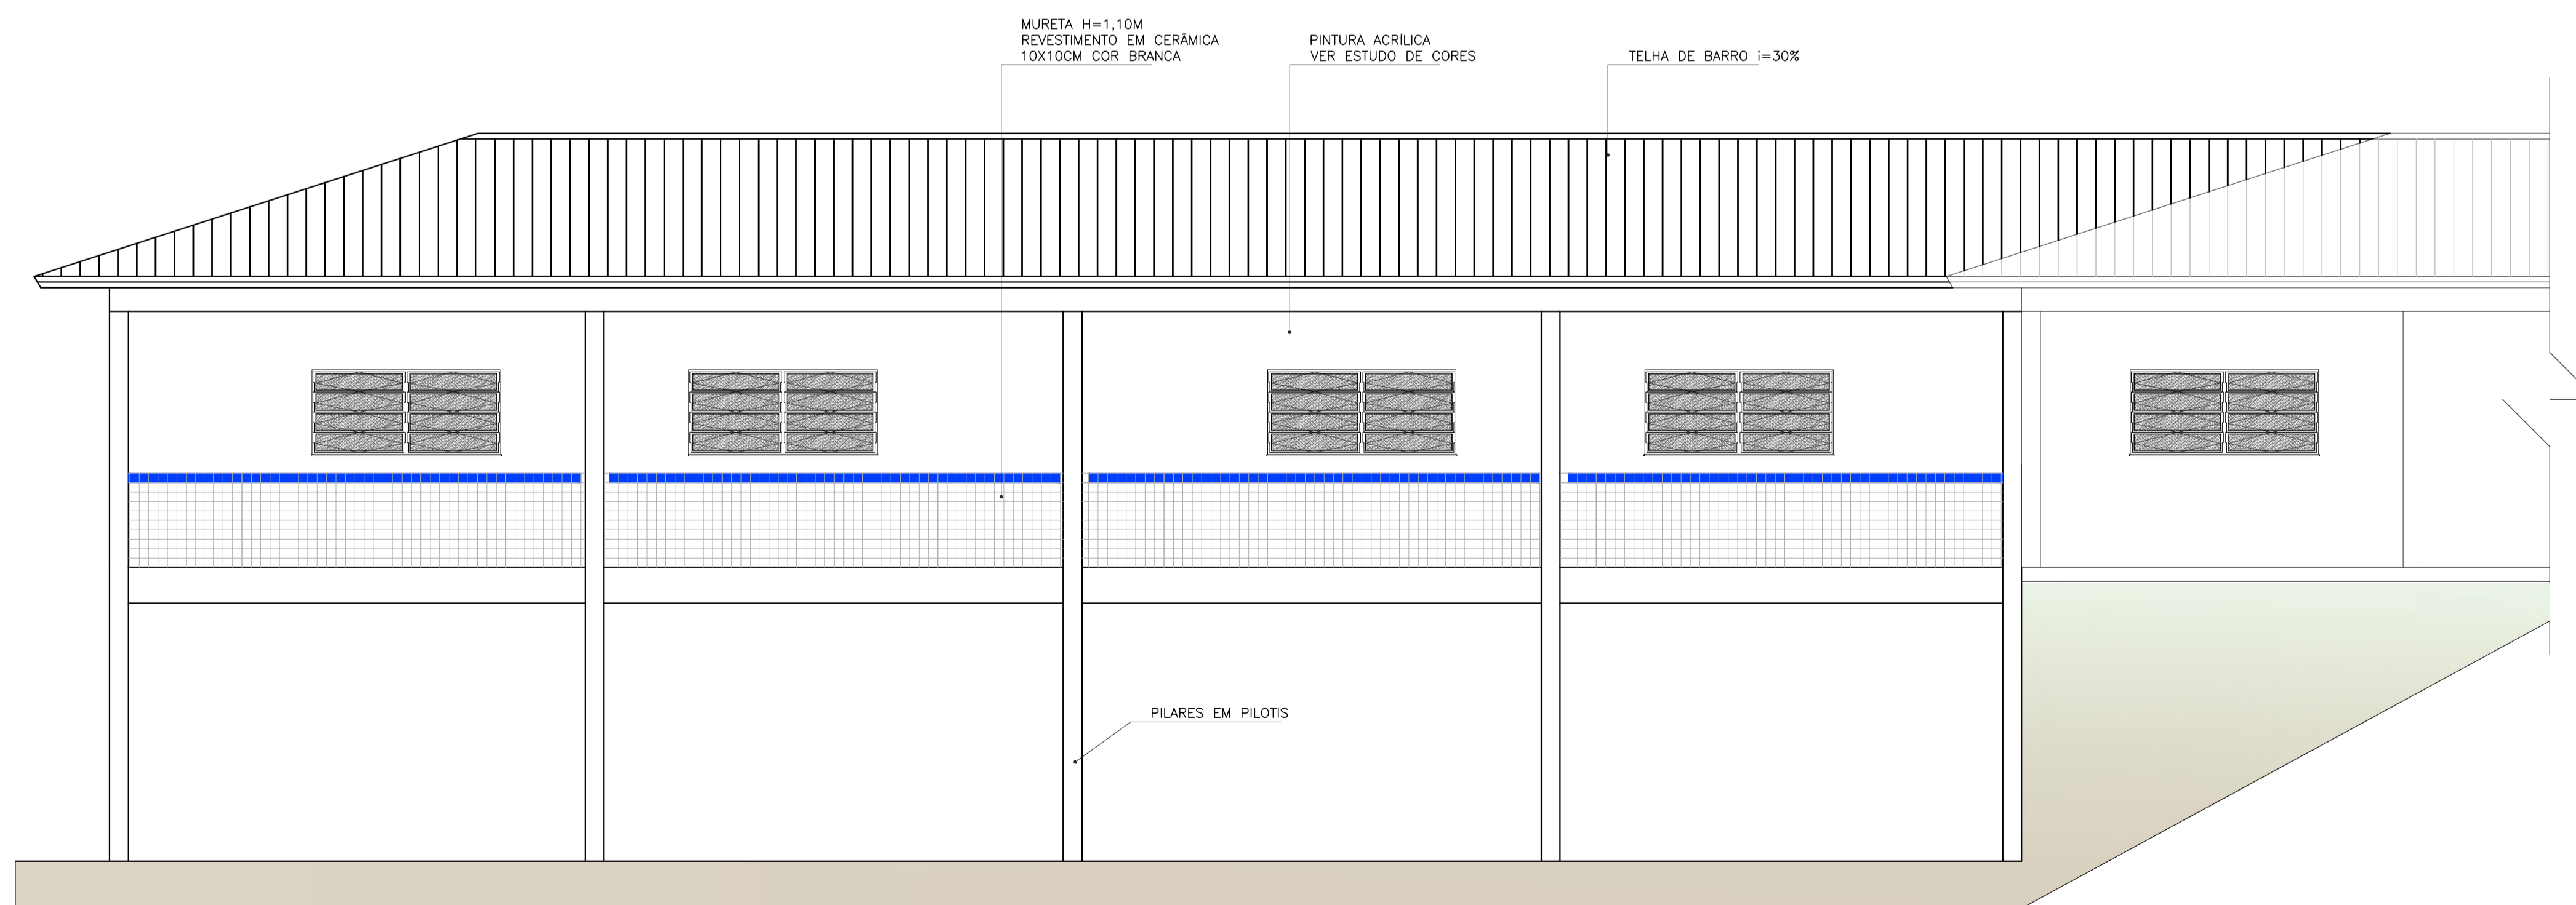 MURETA H=1,10M
REVESTIMENTO EM CERÂMICA
10X10CM COR BRANCA
PINTURA ACRÍLICA
VER ESTUDO DE CORES
TELHA DE BARRO i=30%
PILARES EM PILOTIS